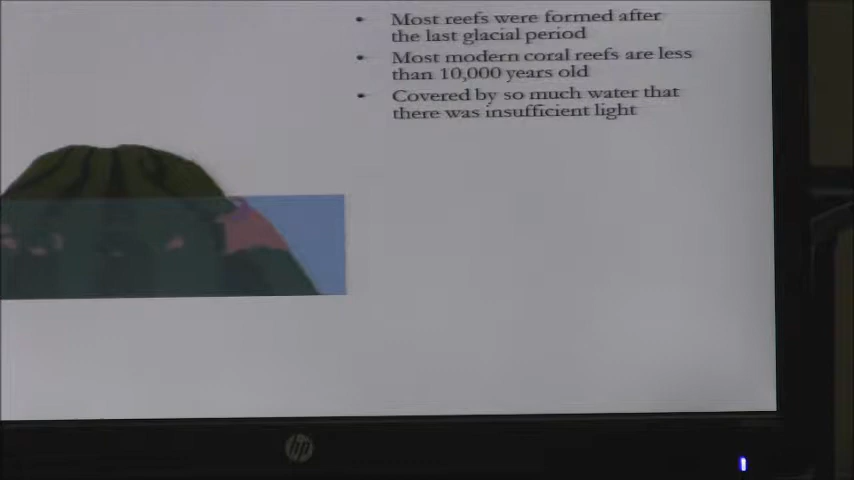 • Most reefs were formed after
the last glacial period
• Most modern coral reefs are less
than 10,000 years old
• Covered by so much water that
there was insufficient light
hp